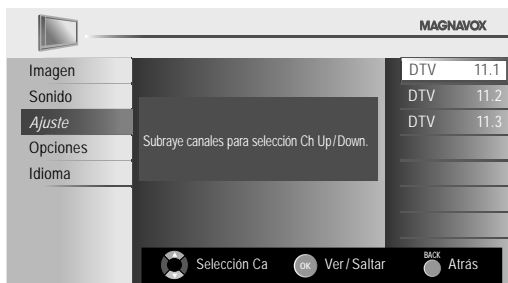 MAGNAVOX
Imagen
Sonido
Ajuste
Opciones
Idioma
Subraye canales para selección Ch Up/Down.
DTV 11.1
DTV 11.2
DTV 11.3
Selección Ca
OK Ver / Saltar
BACK Atrás